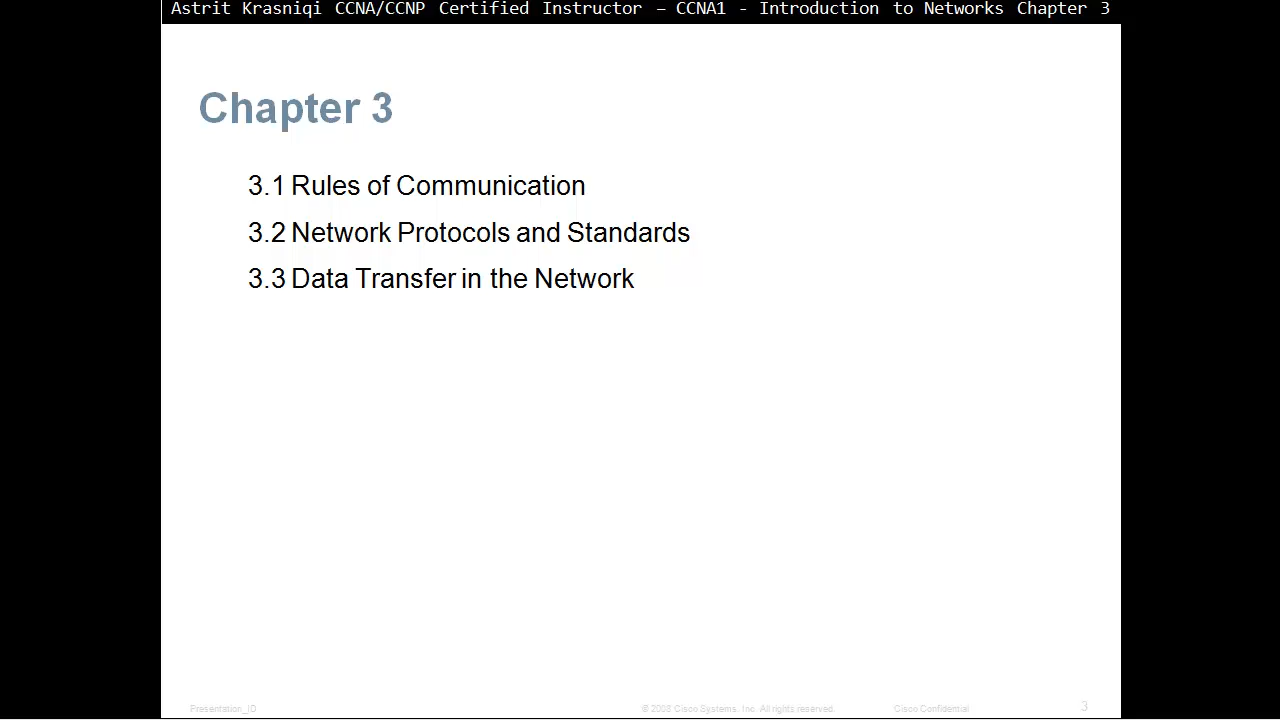 Astrit Krasniqi CCNA/CCNP Certified Instructor – CCNA1 - Introduction to Networks Chapter 3
Chapter 3
3.1 Rules of Communication
3.2 Network Protocols and Standards
3.3 Data Transfer in the Network
Presentation_ID © 2008 Cisco Systems, Inc. All rights reserved. Cisco Confidential 3